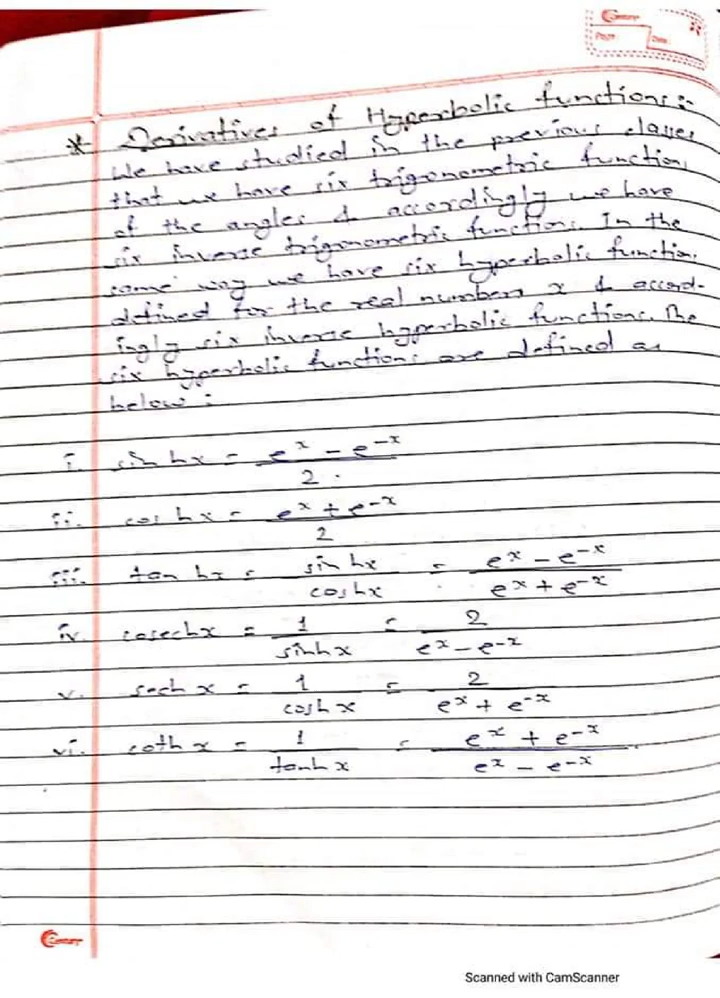 * Derivatives of Hyperbolic functions :-
We have studied in the previous classes
that we have six trigonometric functions
of the angles & accordingly we have
six inverse trigonometric functions. In the
same way we have six hyperbolic functions
defined for the real numbers x & accord-
ingly six inverse hyperbolic functions. The
six hyperbolic functions are defined as
below :
i. sinhx = (e^x - e^-x) / 2
ii. coshx = (e^x + e^-x) / 2
iii. tanhx = sinhx / coshx = (e^x - e^-x) / (e^x + e^-x)
iv. cosechx = 1 / sinhx = 2 / (e^x - e^-x)
v. sech x = 1 / cosh x = 2 / (e^x + e^-x)
vi. coth x = 1 / tanh x = (e^x + e^-x) / (e^x - e^-x)
Scanned with CamScanner